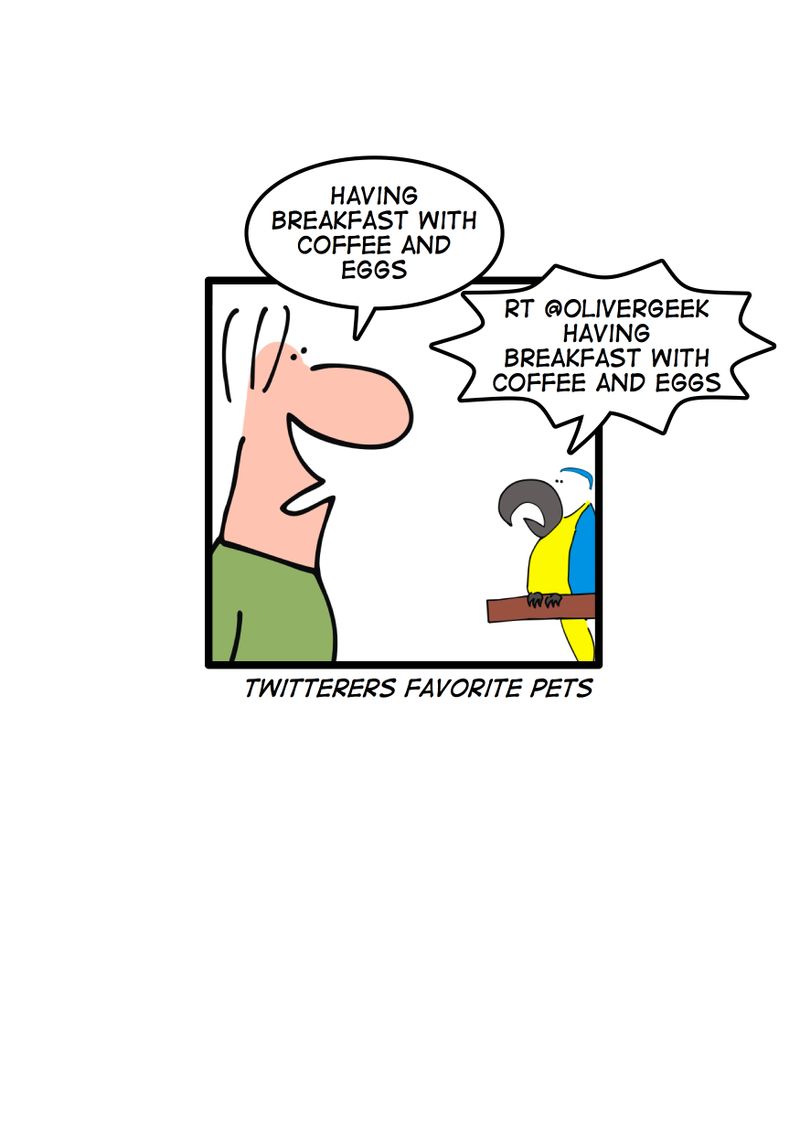 HAVING
BREAKFAST WITH
COFFEE AND
EGGS
RT @OLIVERGEEK
HAVING
BREAKFAST WITH
COFFEE AND EGGS
TWITTERERS FAVORITE PETS